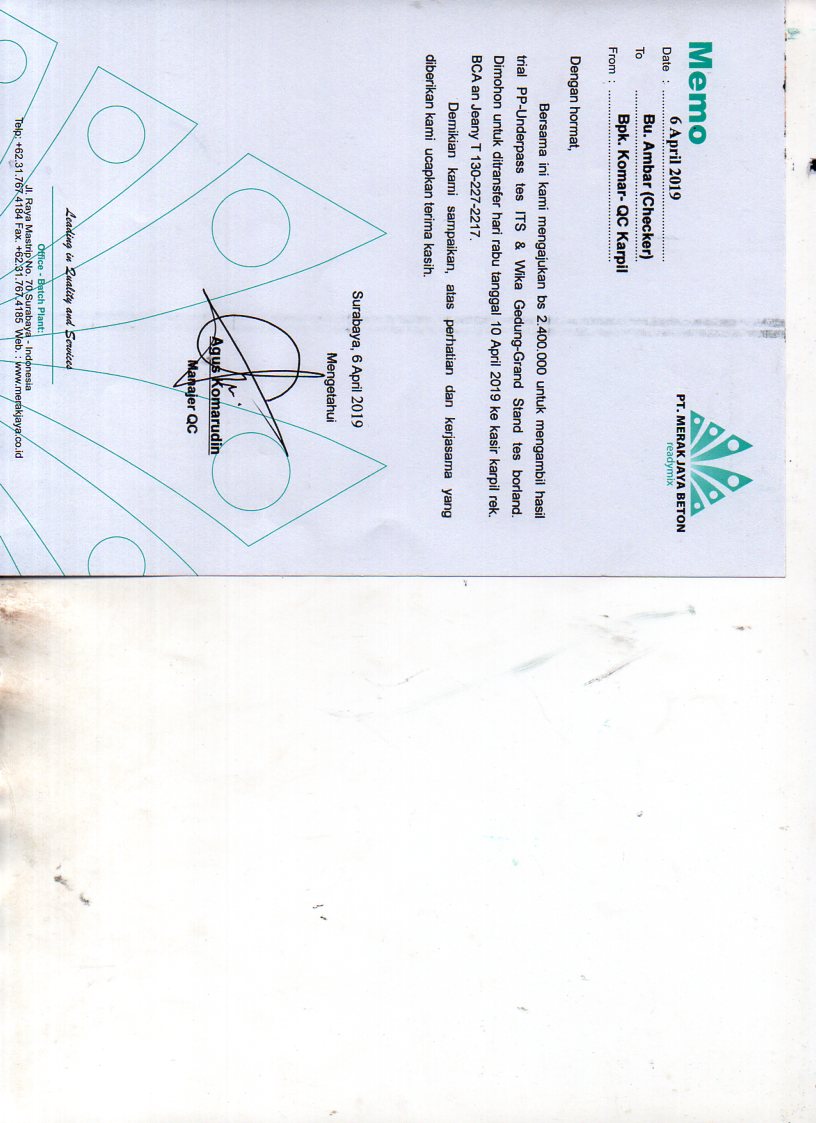 Memo
PT. MERAK JAYA BETON
readymix
Date : 6 April 2019
To Bu. Ambar (Checker)
From : Bpk. Komar- QC Karpil
Dengan hormat,
Bersama ini kami mengajukan bs 2.400.000 untuk mengambil hasil
trial PP-Underpass tes ITS & Wika Gedung-Grand Stand tes borland.
Dimohon untuk ditransfer hari rabu tanggal 10 April 2019 ke kasir karpil rek.
BCA an Jeany T 130-227-2217.
Demikian kami sampaikan, atas perhatian dan kerjasama yang
diberikan kami ucapkan terima kasih.
Surabaya, 6 April 2019
Mengetahui
Agus Komarudin
Manajer QC
Leading in Quality and Services
Office - Batch Plant:
Jl. Raya Mastrip No. 70 Surabaya - Indonesia
Telp: +62.31.767.4184 Fax. +62.31.767.4185 Web. : www.merakjaya.co.id